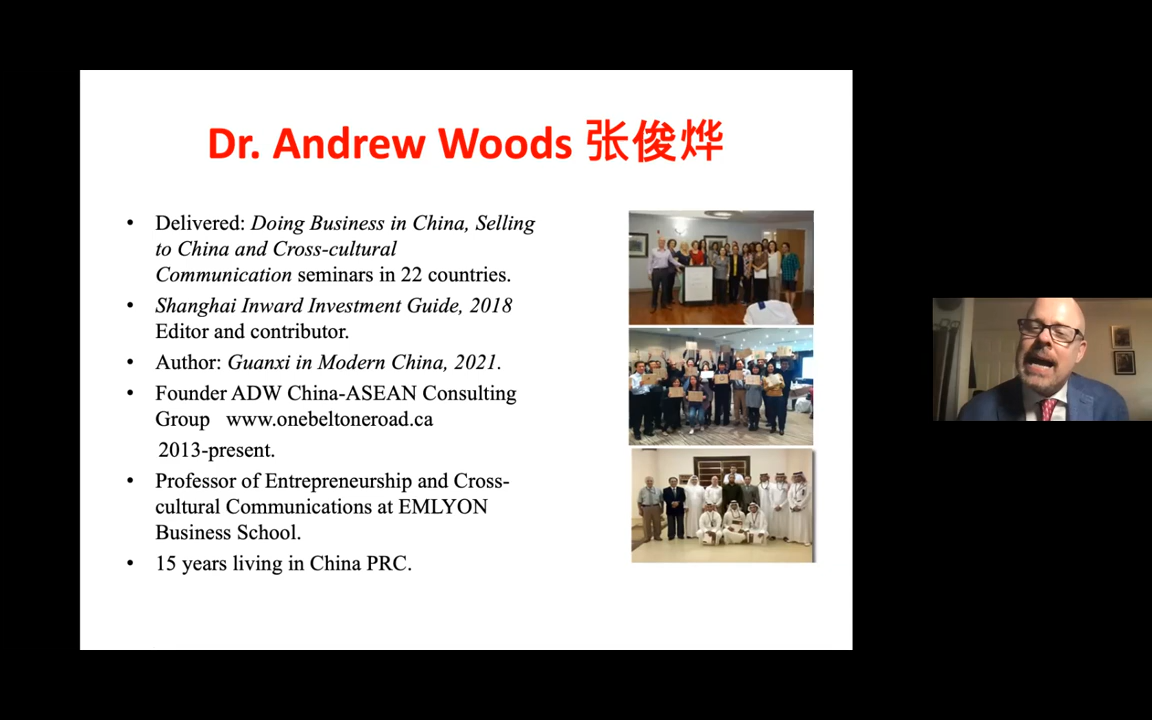 Dr. Andrew Woods 张俊烨
• Delivered: Doing Business in China, Selling
to China and Cross-cultural
Communication seminars in 22 countries.
• Shanghai Inward Investment Guide, 2018
Editor and contributor.
• Author: Guanxi in Modern China, 2021.
• Founder ADW China-ASEAN Consulting
Group www.onebeltoneroad.ca
2013-present.
• Professor of Entrepreneurship and Cross-
cultural Communications at EMLYON
Business School.
• 15 years living in China PRC.